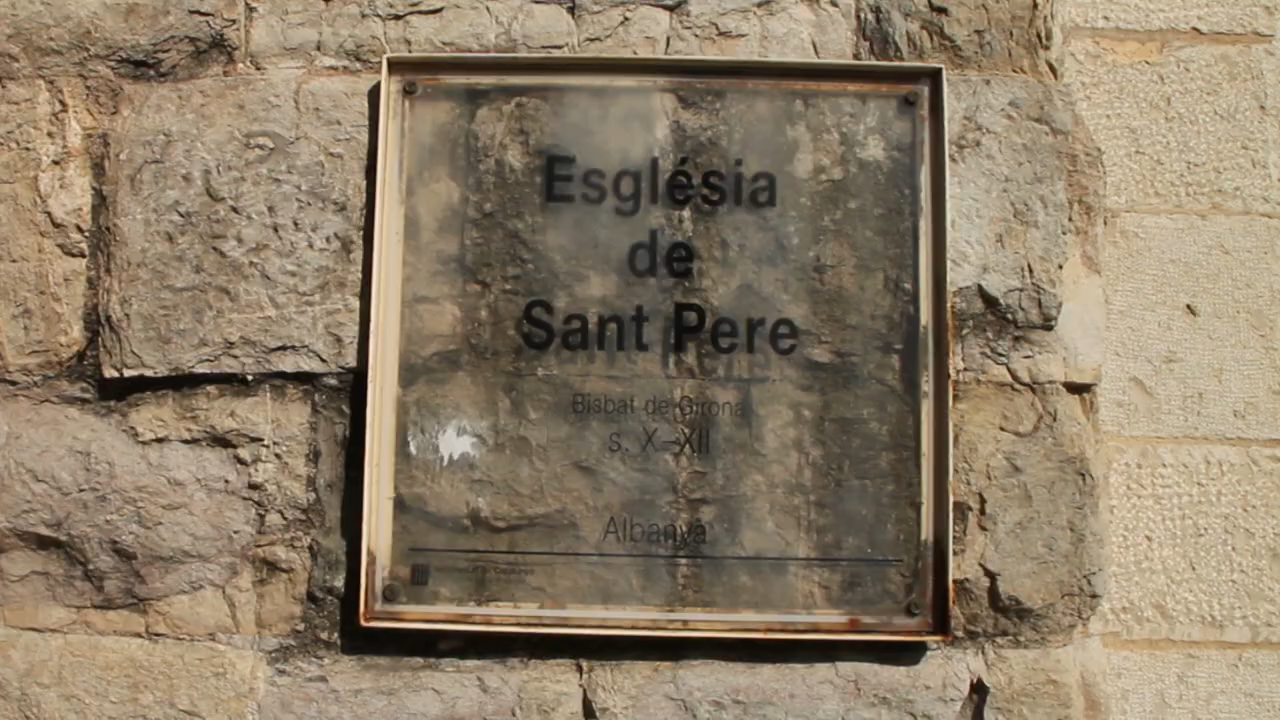 Església
de
Sant Pere
Bisbat de Girona
s. X-XII
Albanyà